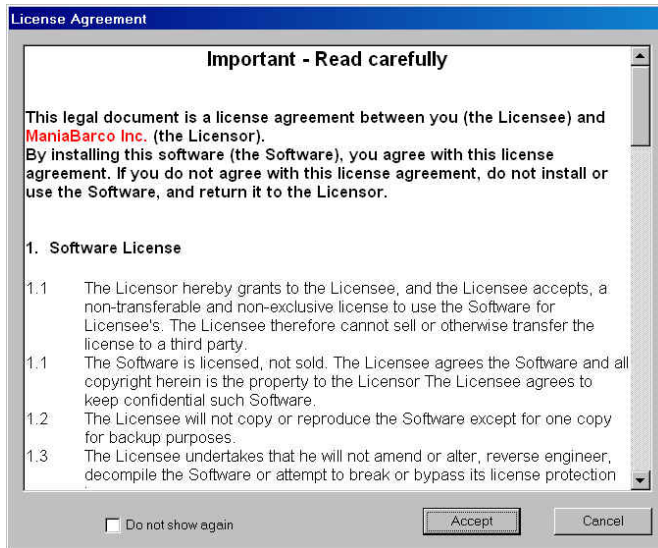 License Agreement
Important - Read carefully
This legal document is a license agreement between you (the Licensee) and
ManiaBarco Inc. (the Licensor).
By installing this software (the Software), you agree with this license
agreement. If you do not agree with this license agreement, do not install or
use the Software, and return it to the Licensor.
1. Software License
1.1 The Licensor hereby grants to the Licensee, and the Licensee accepts, a
non-transferable and non-exclusive license to use the Software for
Licensee's. The Licensee therefore cannot sell or otherwise transfer the
license to a third party.
1.1 The Software is licensed, not sold. The Licensee agrees the Software and all
copyright herein is the property to the Licensor The Licensee agrees to
keep confidential such Software.
1.2 The Licensee will not copy or reproduce the Software except for one copy
for backup purposes.
1.3 The Licensee undertakes that he will not amend or alter, reverse engineer,
decompile the Software or attempt to break or bypass its license protection
Do not show again
Accept
Cancel